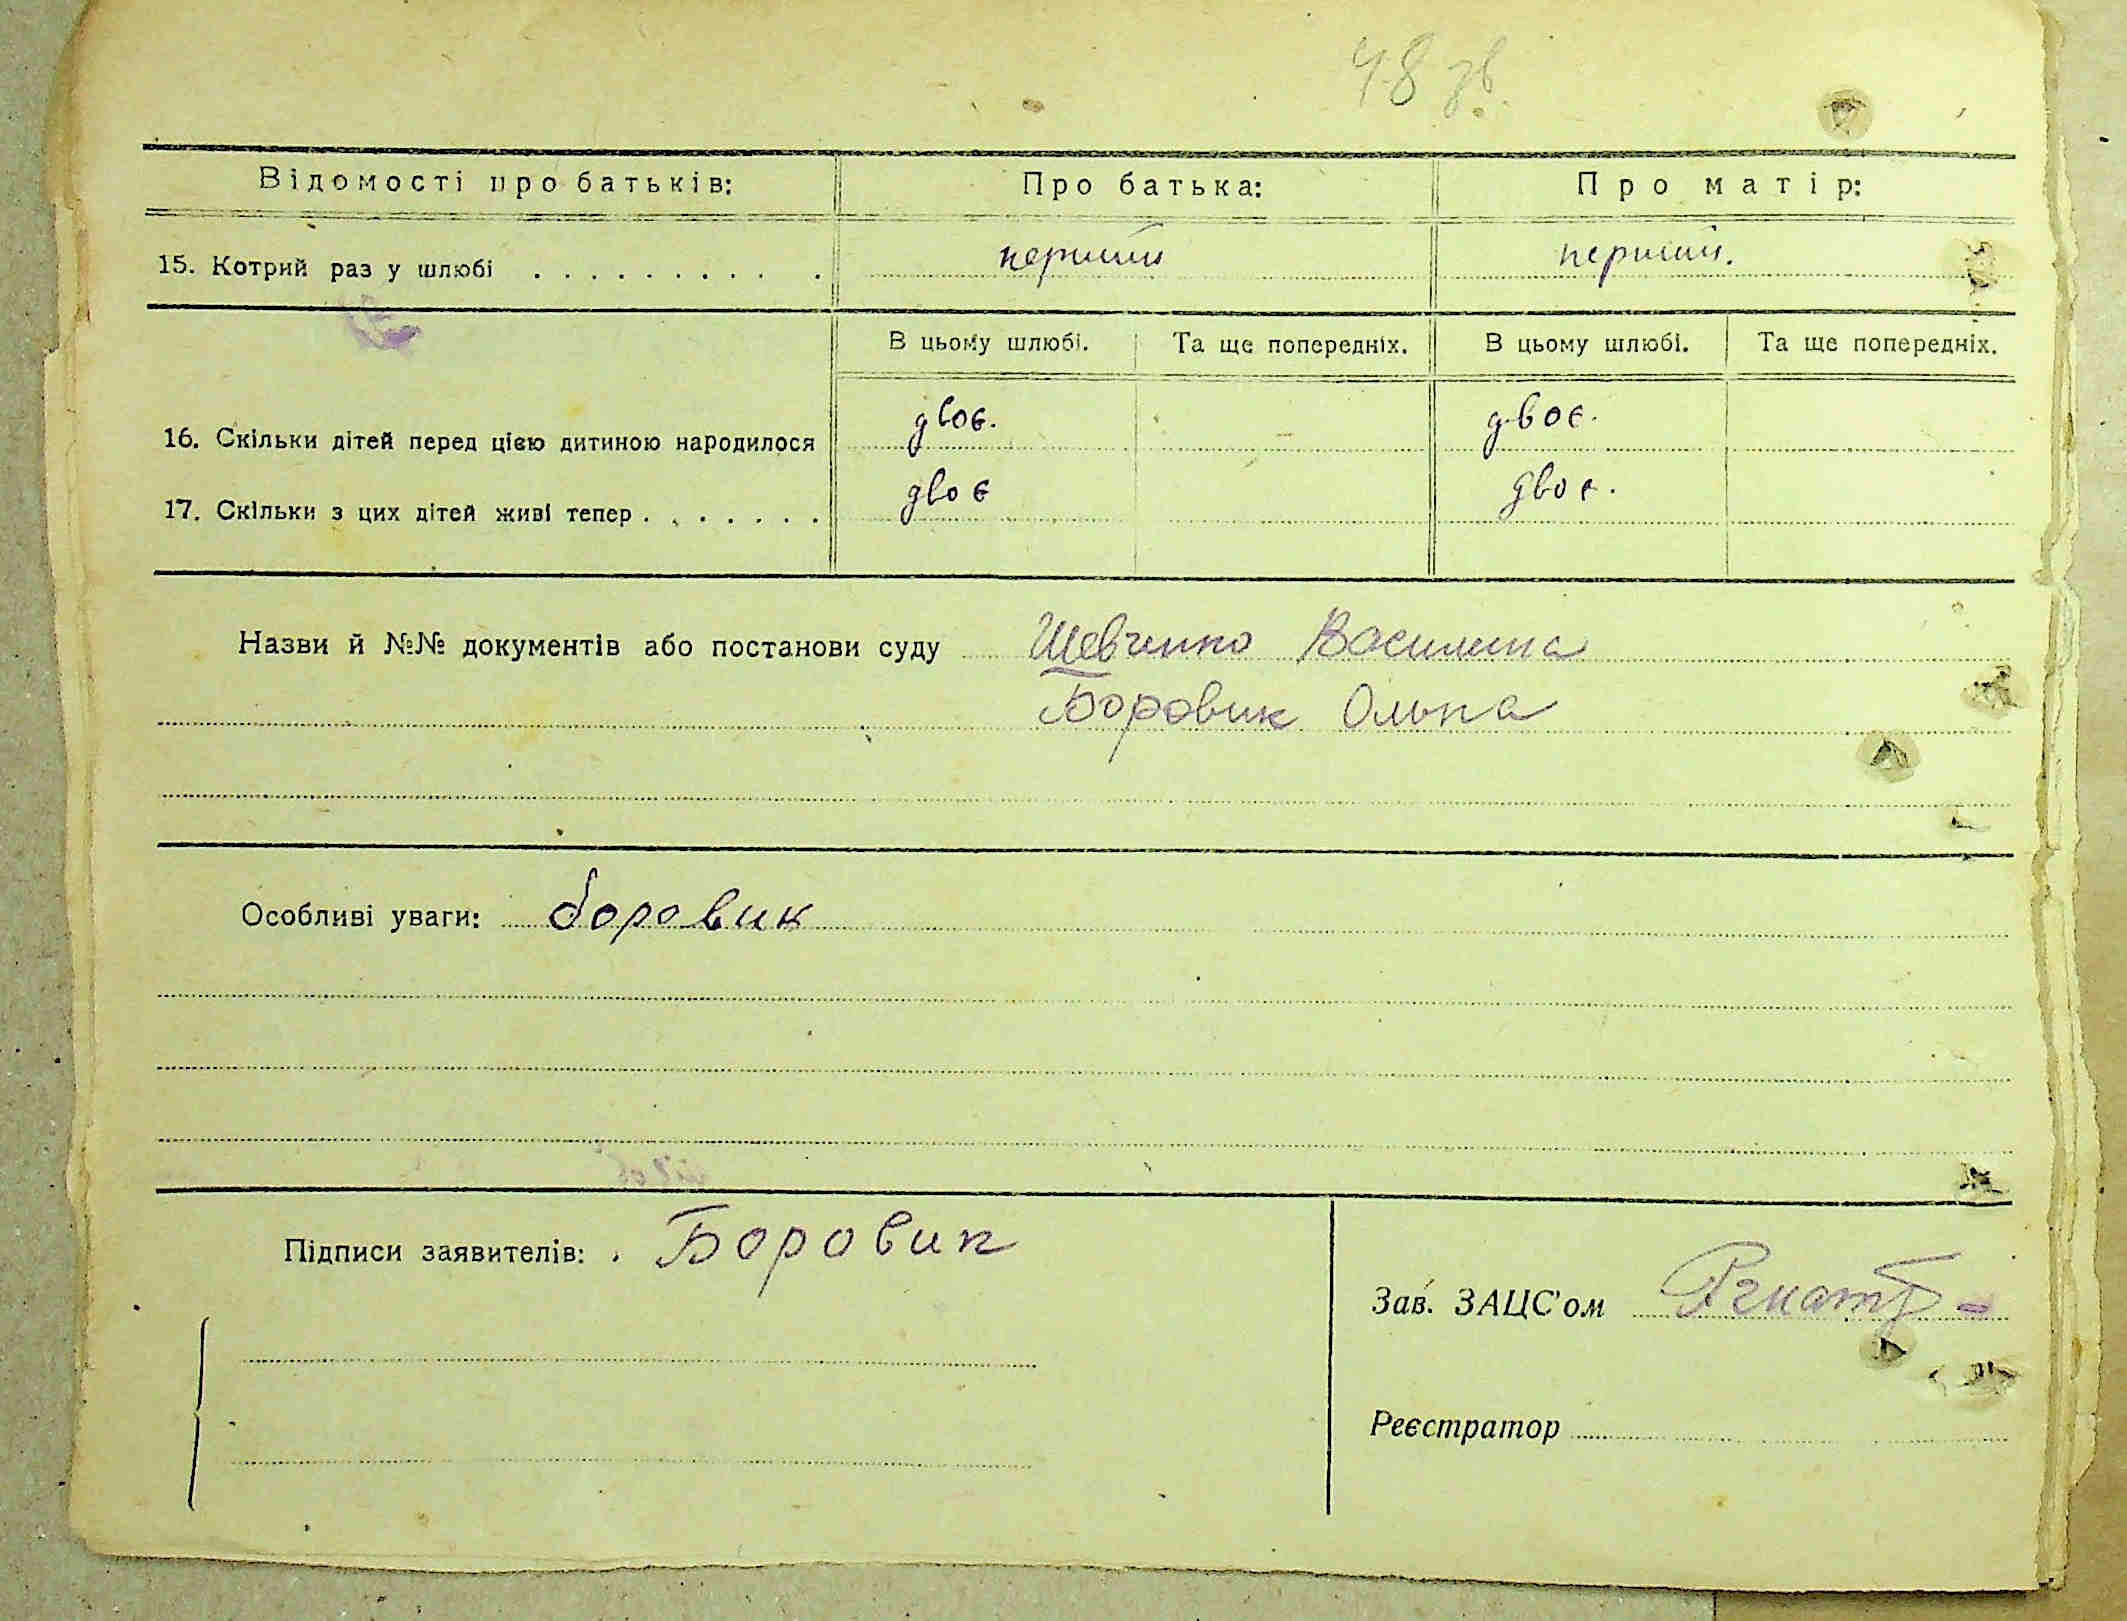 48 зв.
Відомості про батьків: Про батька: Про матір:
15. Котрий раз у шлюбі . . . . . . . . . . перший перший.
В цьому шлюбі. Та ще попередніх. В цьому шлюбі. Та ще попередніх.
16. Скільки дітей перед цією дитиною народилося двоє. – двоє.
17. Скільки з цих дітей живі тепер . . . . . . . двоє двоє.
Назви й №№ документів або постанови суду Шевченко Василина
Боровик Ольна
Особливі уваги: боровик
Підписи заявителів: . Боровик
Зав. ЗАЦС'ом
Реєстратор